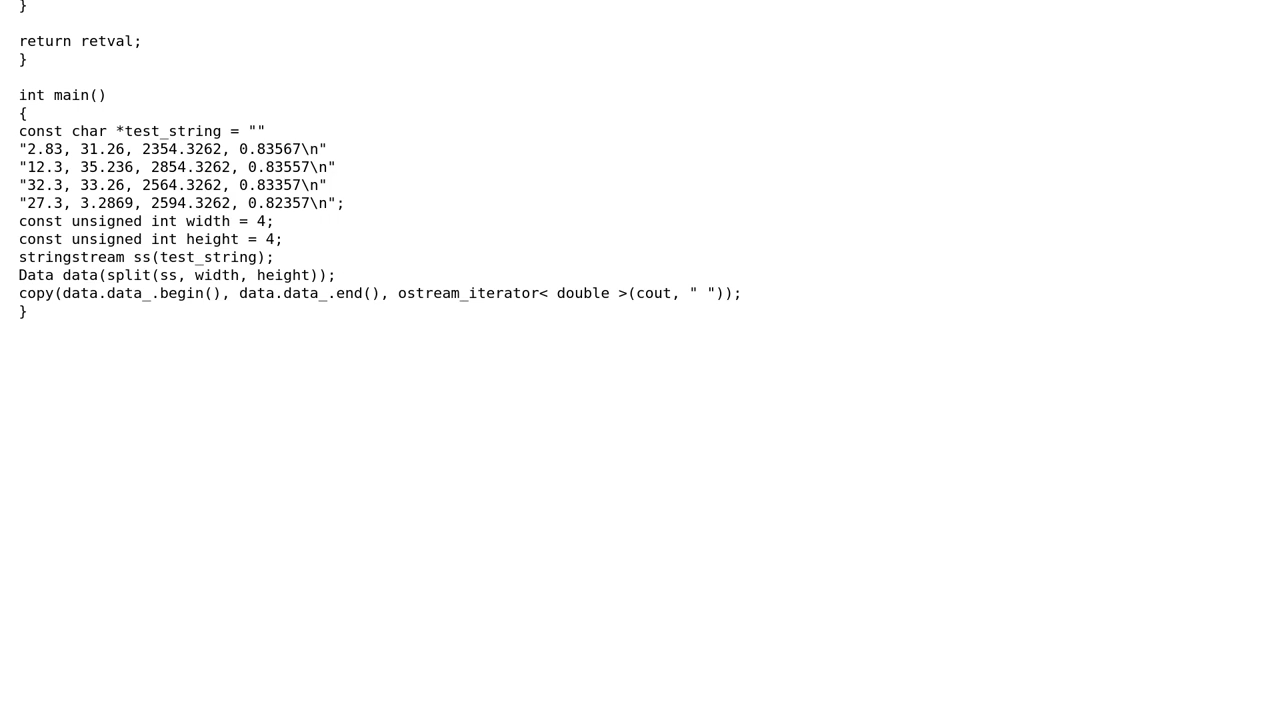 }

return retval;
}

int main()
{
const char *test_string = ""
"2.83, 31.26, 2354.3262, 0.83567\n"
"12.3, 35.236, 2854.3262, 0.83557\n"
"32.3, 33.26, 2564.3262, 0.83357\n"
"27.3, 3.2869, 2594.3262, 0.82357\n";
const unsigned int width = 4;
const unsigned int height = 4;
stringstream ss(test_string);
Data data(split(ss, width, height));
copy(data.data_.begin(), data.data_.end(), ostream_iterator< double >(cout, " "));
}